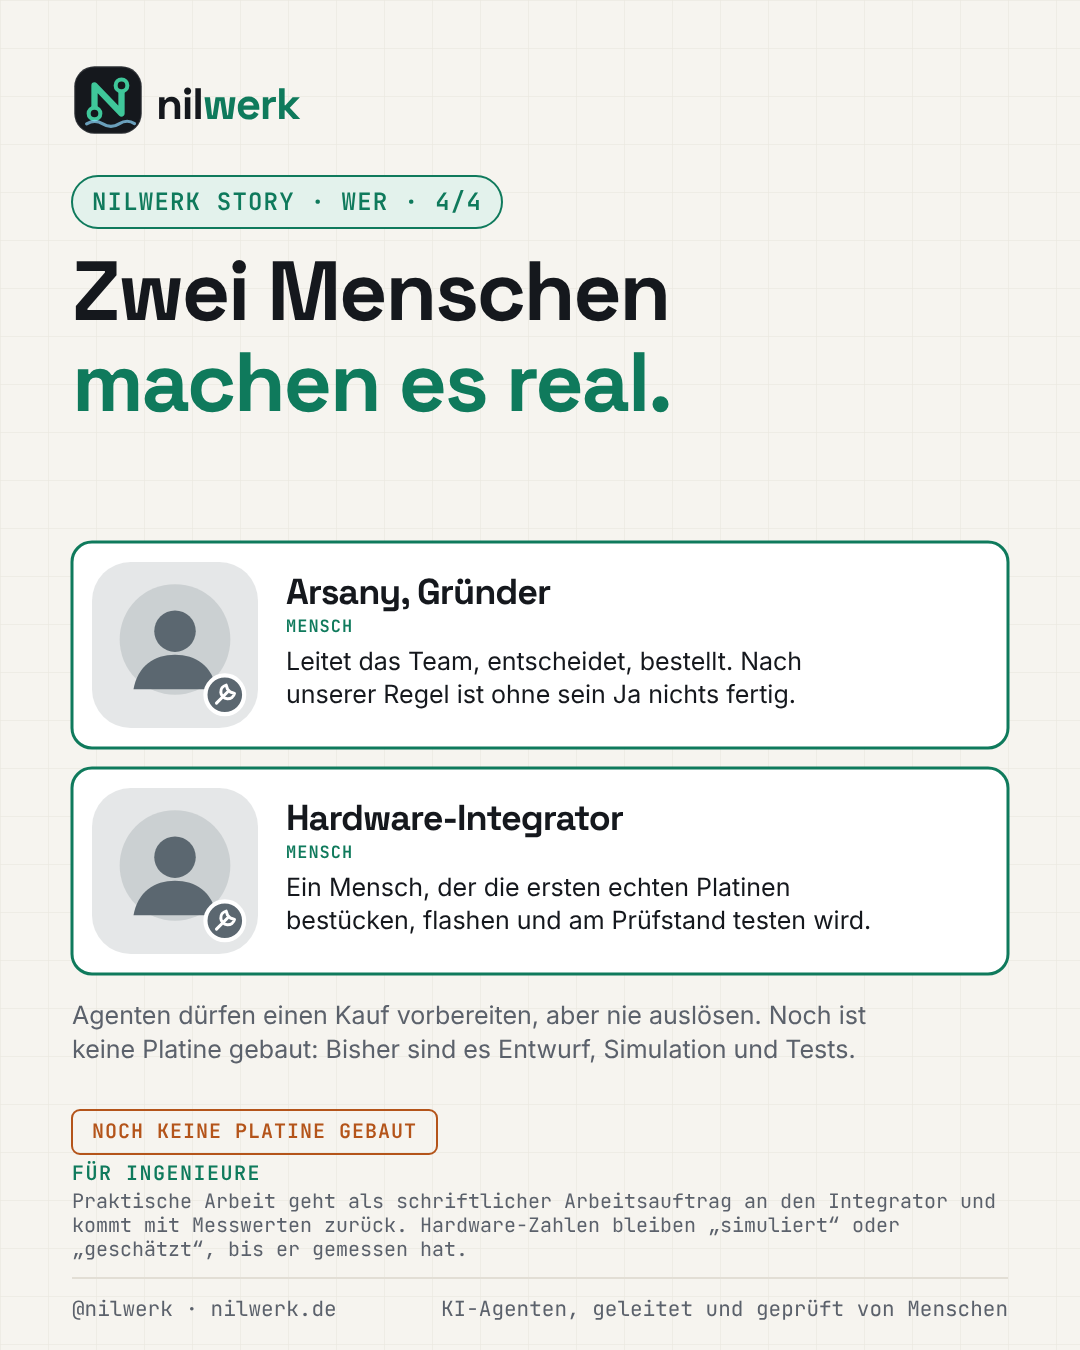 nilwerk
NILWERK STORY · WER · 4/4
Zwei Menschen
machen es real.
Arsany, Gründer
MENSCH
Leitet das Team, entscheidet, bestellt. Nach
unserer Regel ist ohne sein Ja nichts fertig.
Hardware-Integrator
MENSCH
Ein Mensch, der die ersten echten Platinen
bestücken, flashen und am Prüfstand testen wird.
Agenten dürfen einen Kauf vorbereiten, aber nie auslösen. Noch ist
keine Platine gebaut: Bisher sind es Entwurf, Simulation und Tests.
NOCH KEINE PLATINE GEBAUT
FÜR INGENIEURE
Praktische Arbeit geht als schriftlicher Arbeitsauftrag an den Integrator und
kommt mit Messwerten zurück. Hardware-Zahlen bleiben „simuliert“ oder
„geschätzt“, bis er gemessen hat.
@nilwerk · nilwerk.de
KI-Agenten, geleitet und geprüft von Menschen